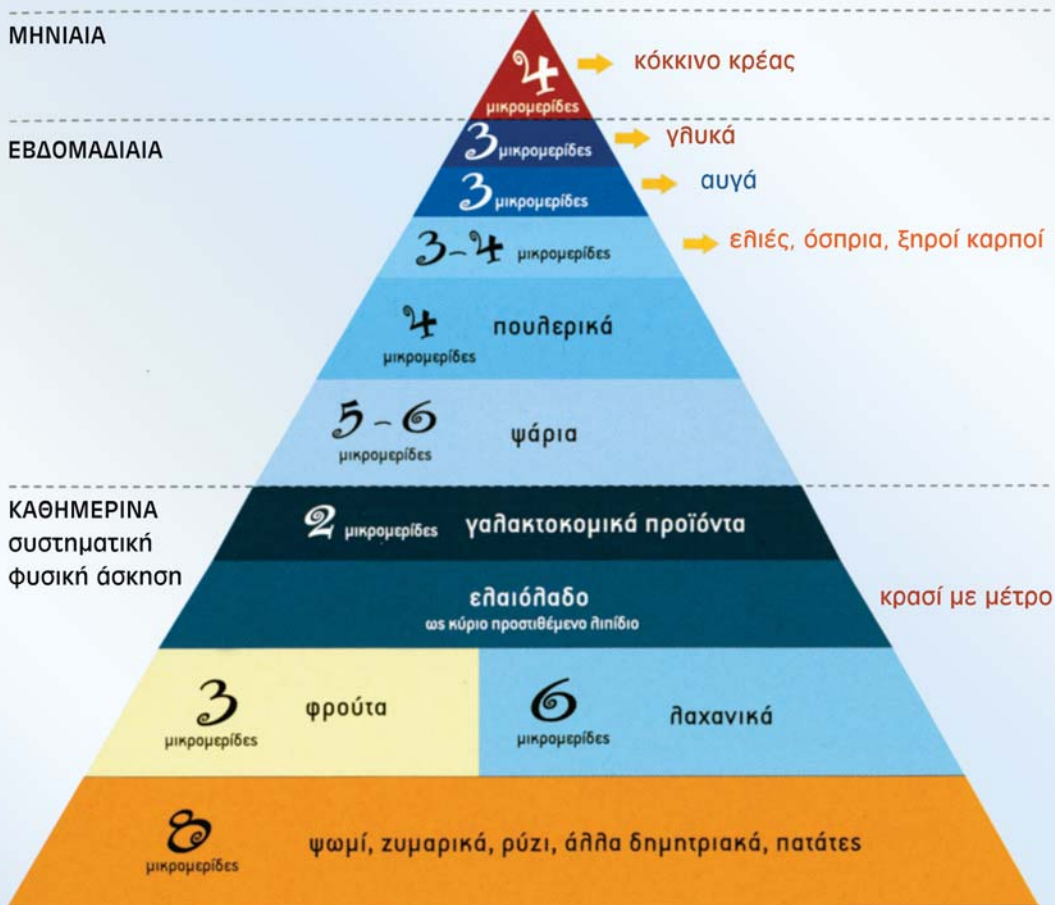 ΜΗΝΙΑΙΑ
4
μικρομερίδες
κόκκινο κρέας
ΕΒΔΟΜΑΔΙΑΙΑ
3 μικρομερίδες
γλυκά
3 μικρομερίδες
αυγά
3-4 μικρομερίδες
ελιές, όσπρια, ξηροί καρποί
4
μικρομερίδες
πουλερικά
5-6
μικρομερίδες
ψάρια
ΚΑΘΗΜΕΡΙΝΑ
συστηματική
φυσική άσκηση
2 μικρομερίδες γαλακτοκομικά προϊόντα
ελαιόλαδο
ως κύριο προστιθέμενο λιπίδιο
κρασί με μέτρο
3
μικρομερίδες
φρούτα
6
μικρομερίδες
λαχανικά
8
μικρομερίδες
ψωμί, ζυμαρικά, ρύζι, άλλα δημητριακά, πατάτες